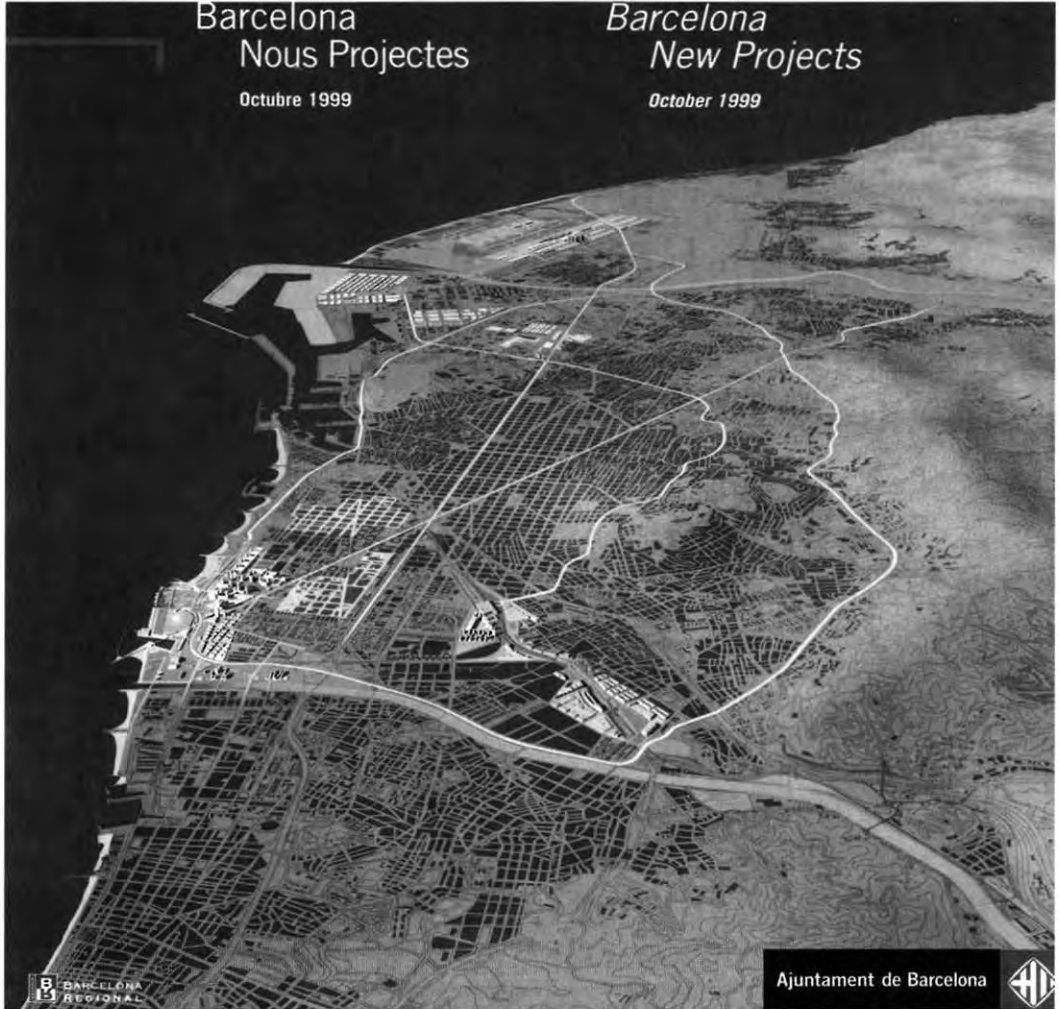 Barcelona
Nous Projectes
Octubre 1999
Barcelona
New Projects
October 1999
B
BARCELONA
REGIONAL
Ajuntament de Barcelona